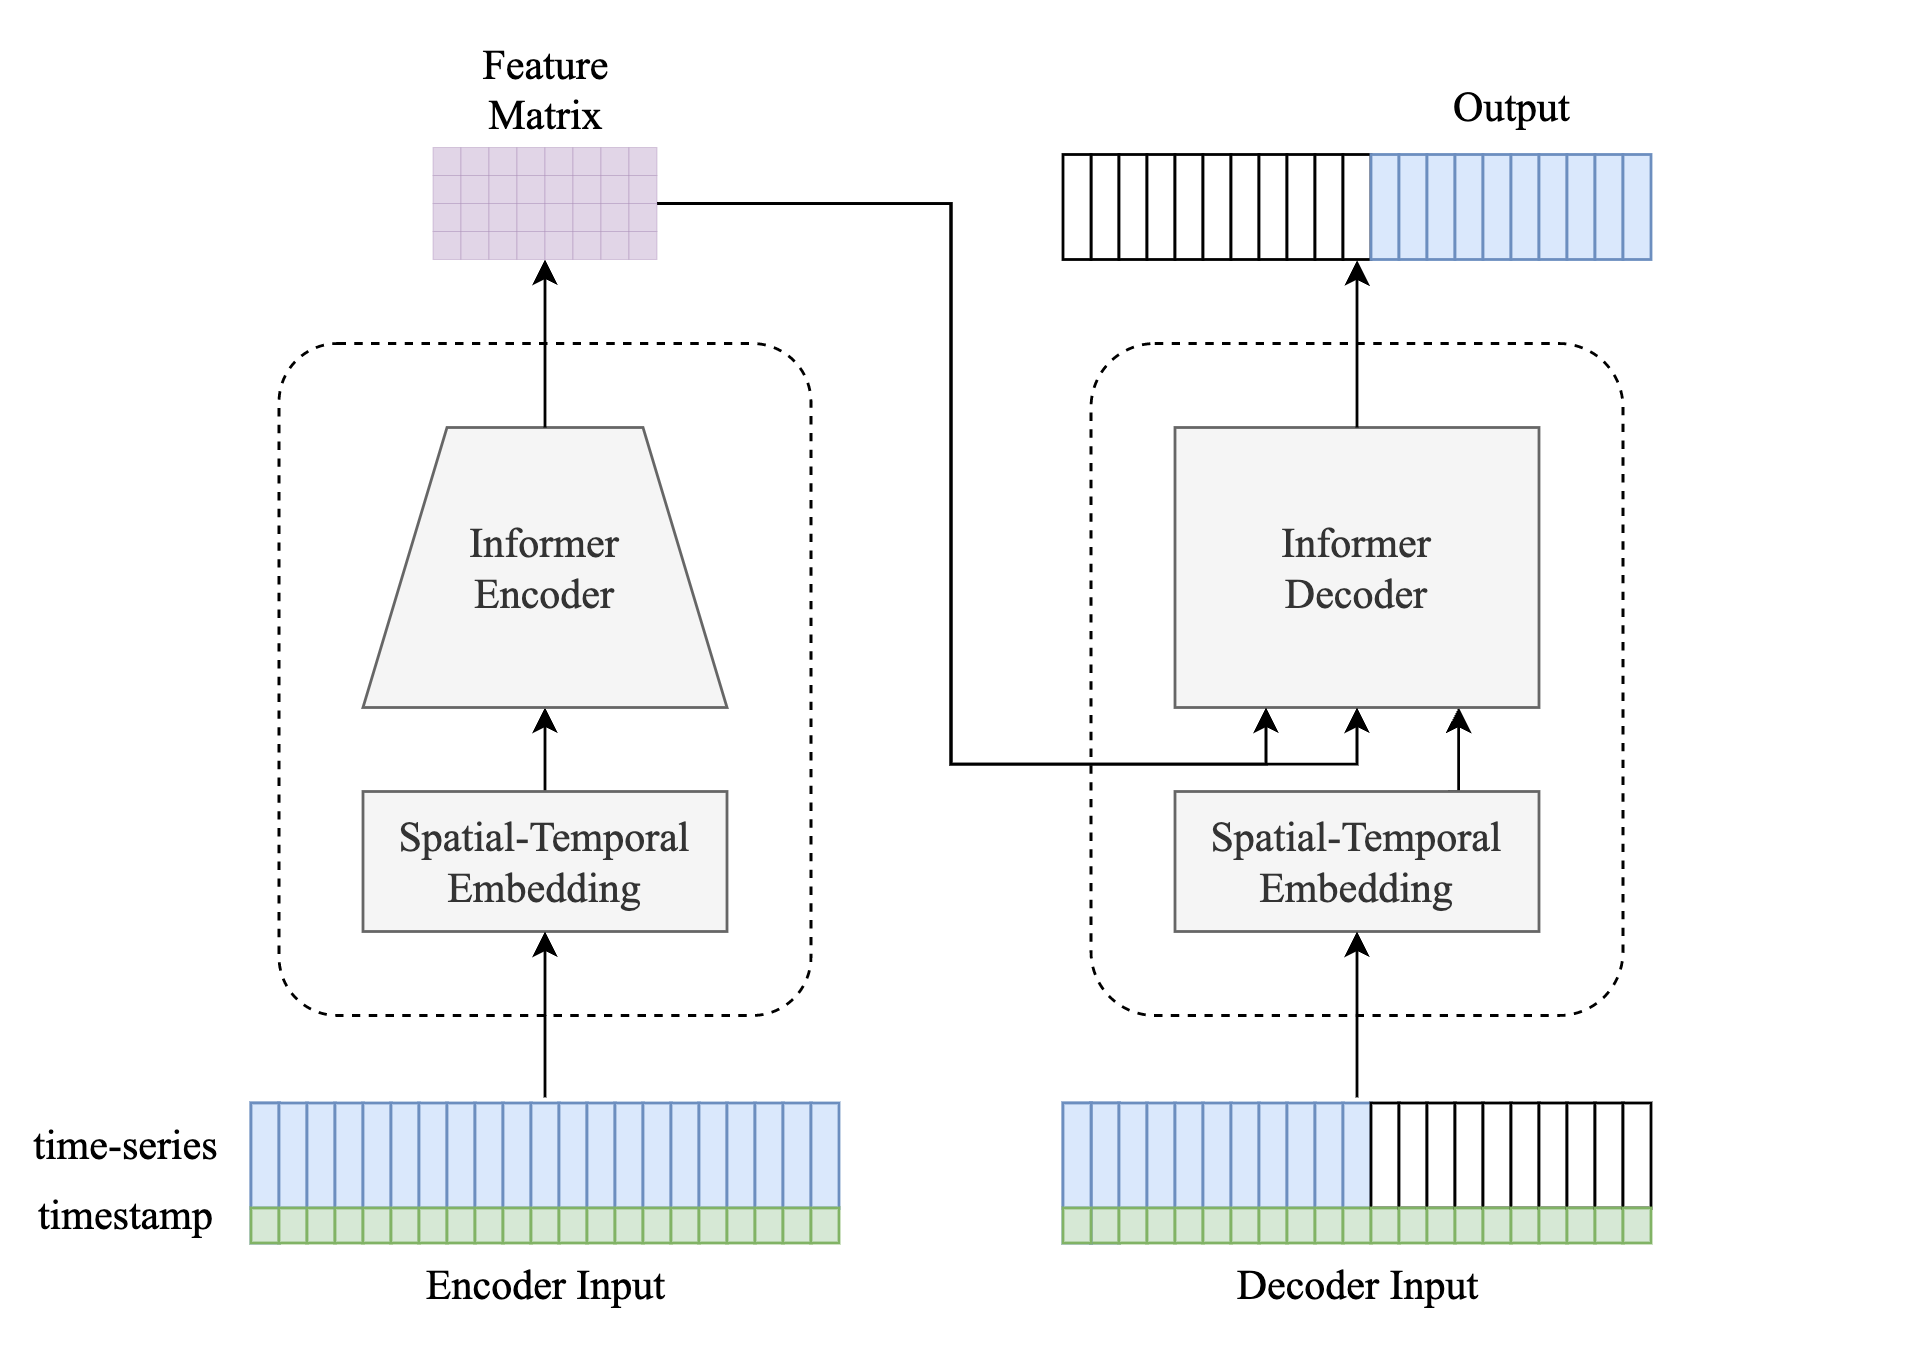 Feature
Matrix
Output
Informer
Encoder
Informer
Decoder
Spatial-Temporal
Embedding
Spatial-Temporal
Embedding
time-series
timestamp
Encoder Input
Decoder Input